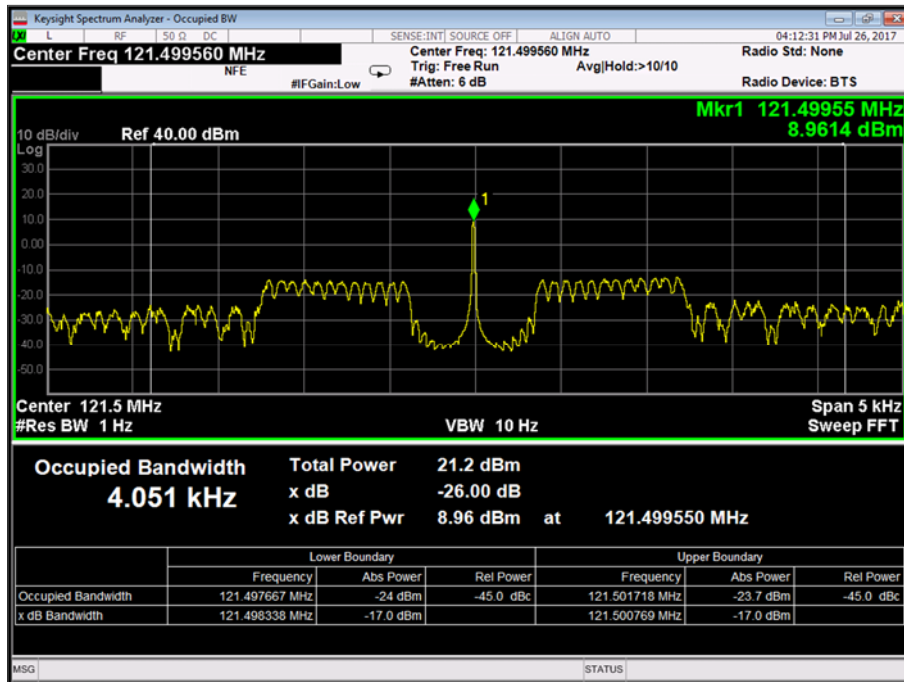 Keysight Spectrum Analyzer - Occupied BW
LXI L RF 50 Ω DC SENSE:INT SOURCE OFF ALIGN AUTO 04:12:31 PM Jul 26, 2017
Center Freq 121.499560 MHz
NFE
#IFGain:Low
Center Freq: 121.499560 MHz
Trig: Free Run Avg|Hold:>10/10
#Atten: 6 dB
Radio Std: None
Radio Device: BTS
Mkr1 121.49955 MHz
8.9614 dBm
10 dB/div Ref 40.00 dBm
Log
30.0
20.0
1
10.0
0.00
-10.0
-20.0
-30.0
-40.0
-50.0
Center 121.5 MHz Span 5 kHz
#Res BW 1 Hz VBW 10 Hz Sweep FFT
Occupied Bandwidth
4.051 kHz
Total Power 21.2 dBm
x dB -26.00 dB
x dB Ref Pwr 8.96 dBm at 121.499550 MHz
Lower Boundary Upper Boundary
Frequency Abs Power Rel Power Frequency Abs Power Rel Power
Occupied Bandwidth 121.497667 MHz -24 dBm -45.0 dBc 121.501718 MHz -23.7 dBm -45.0 dBc
x dB Bandwidth 121.498338 MHz -17.0 dBm 121.500769 MHz -17.0 dBm
MSG STATUS